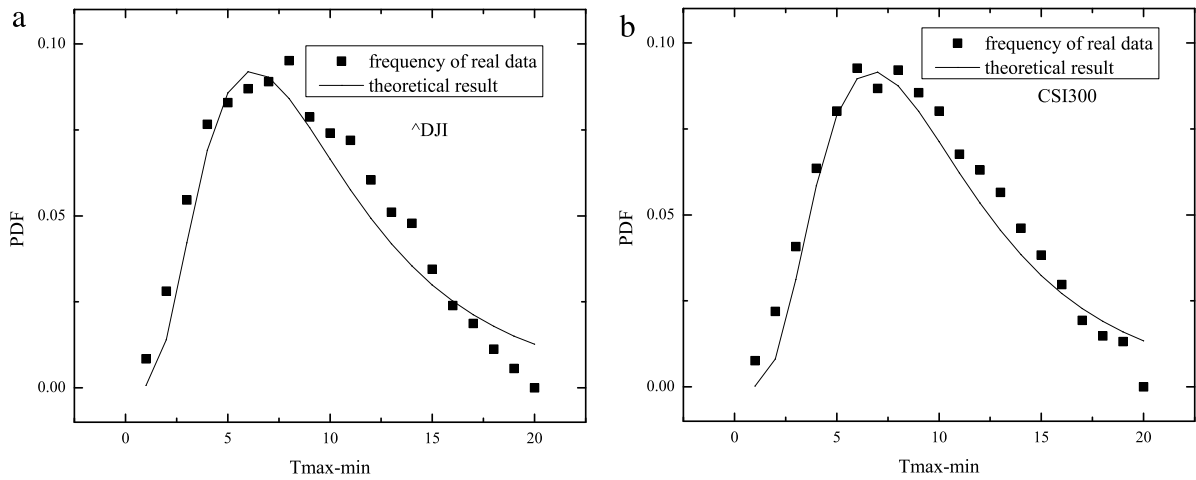 a
0.10
0.05
0.00
PDF
frequency of real data
theoretical result
^DJI
0 5 10 15 20
Tmax-min
b
0.10
0.05
0.00
PDF
frequency of real data
theoretical result
CSI300
0 5 10 15 20
Tmax-min